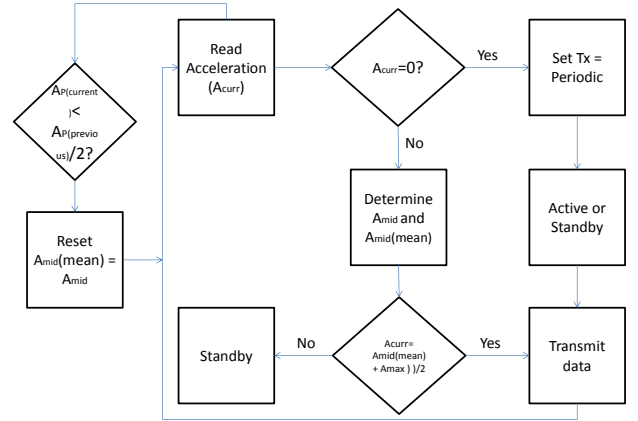 Read
Acceleration
(Acurr)
Acurr=0?
Yes
Set Tx =
Periodic
AP(current
)<
AP(previo
us)/2?
No
Determine
Amid and
Amid(mean)
Active or
Standby
Reset
Amid(mean) =
Amid
Standby
No
Acurr=
Amid(mean)
+ Amax ) )/2
Yes
Transmit
data